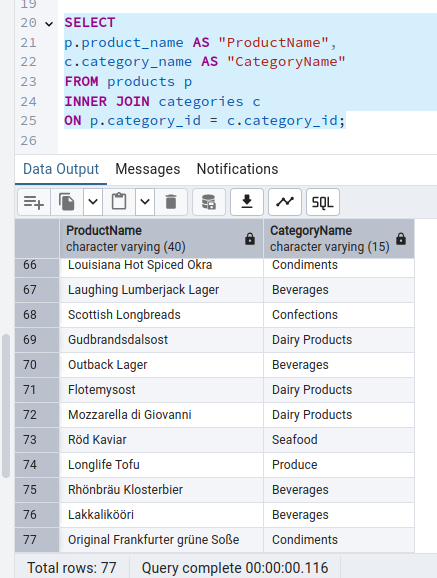 19
20 SELECT
21 p.product_name AS "ProductName",
22 c.category_name AS "CategoryName"
23 FROM products p
24 INNER JOIN categories c
25 ON p.category_id = c.category_id;
26
Data Output Messages Notifications
SQL
ProductName CategoryName
character varying (40) character varying (15)
66 Louisiana Hot Spiced Okra Condiments
67 Laughing Lumberjack Lager Beverages
68 Scottish Longbreads Confections
69 Gudbrandsdalsost Dairy Products
70 Outback Lager Beverages
71 Flotemysost Dairy Products
72 Mozzarella di Giovanni Dairy Products
73 Röd Kaviar Seafood
74 Longlife Tofu Produce
75 Rhönbräu Klosterbier Beverages
76 Lakkalikööri Beverages
77 Original Frankfurter grüne Soße Condiments
Total rows: 77 Query complete 00:00:00.116